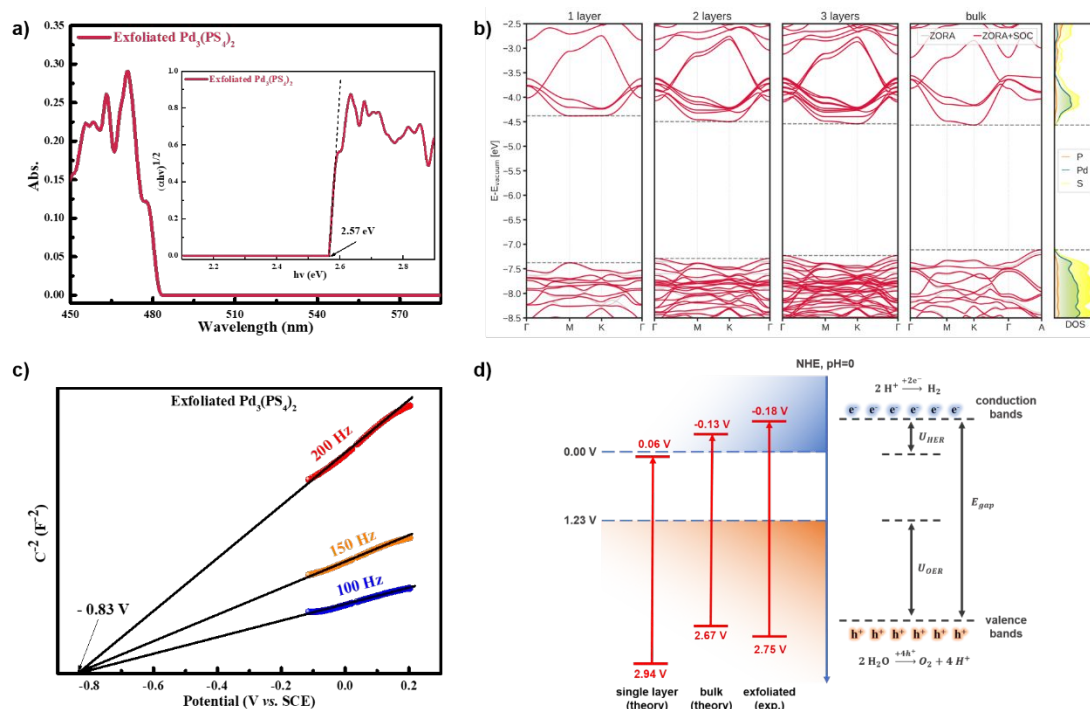 a)
Exfoliated Pd3(PS4)2
0.35
0.30
0.25
0.20
0.15
0.10
0.05
0.00
Abs.
450
480
510
540
570
Wavelength (nm)
Exfoliated Pd3(PS4)2
1.0
0.8
0.6
0.4
0.2
0.0
(αhν)1/2
2.57 eV
2.2
2.4
2.6
2.8
hν (eV)
b)
1 layer
2 layers
3 layers
bulk
ZORA
ZORA+SOC
-2.5
-3.0
-3.5
-4.0
-4.5
-5.0
-5.5
-6.0
-6.5
-7.0
-7.5
-8.0
-8.5
E-Evacuum [eV]
Γ M K Γ
Γ M K Γ
Γ M K Γ
Γ M K Γ A
P
Pd
S
DOS
c)
Exfoliated Pd3(PS4)2
200 Hz
150 Hz
100 Hz
- 0.83 V
C-2 (F-2)
-0.8
-0.6
-0.4
-0.2
0.0
0.2
Potential (V vs. SCE)
d)
NHE, pH=0
0.00 V
1.23 V
0.06 V
-0.13 V
-0.18 V
2.94 V
2.67 V
2.75 V
single layer
(theory)
bulk
(theory)
exfoliated
(exp.)
2 H+ +2e-→ H2
e- e- e- e- e- e-
conduction
bands
UHER
Egap
UOER
valence
bands
h+ h+ h+ h+ h+ h+
2 H2O +4h+→ O2 + 4 H+